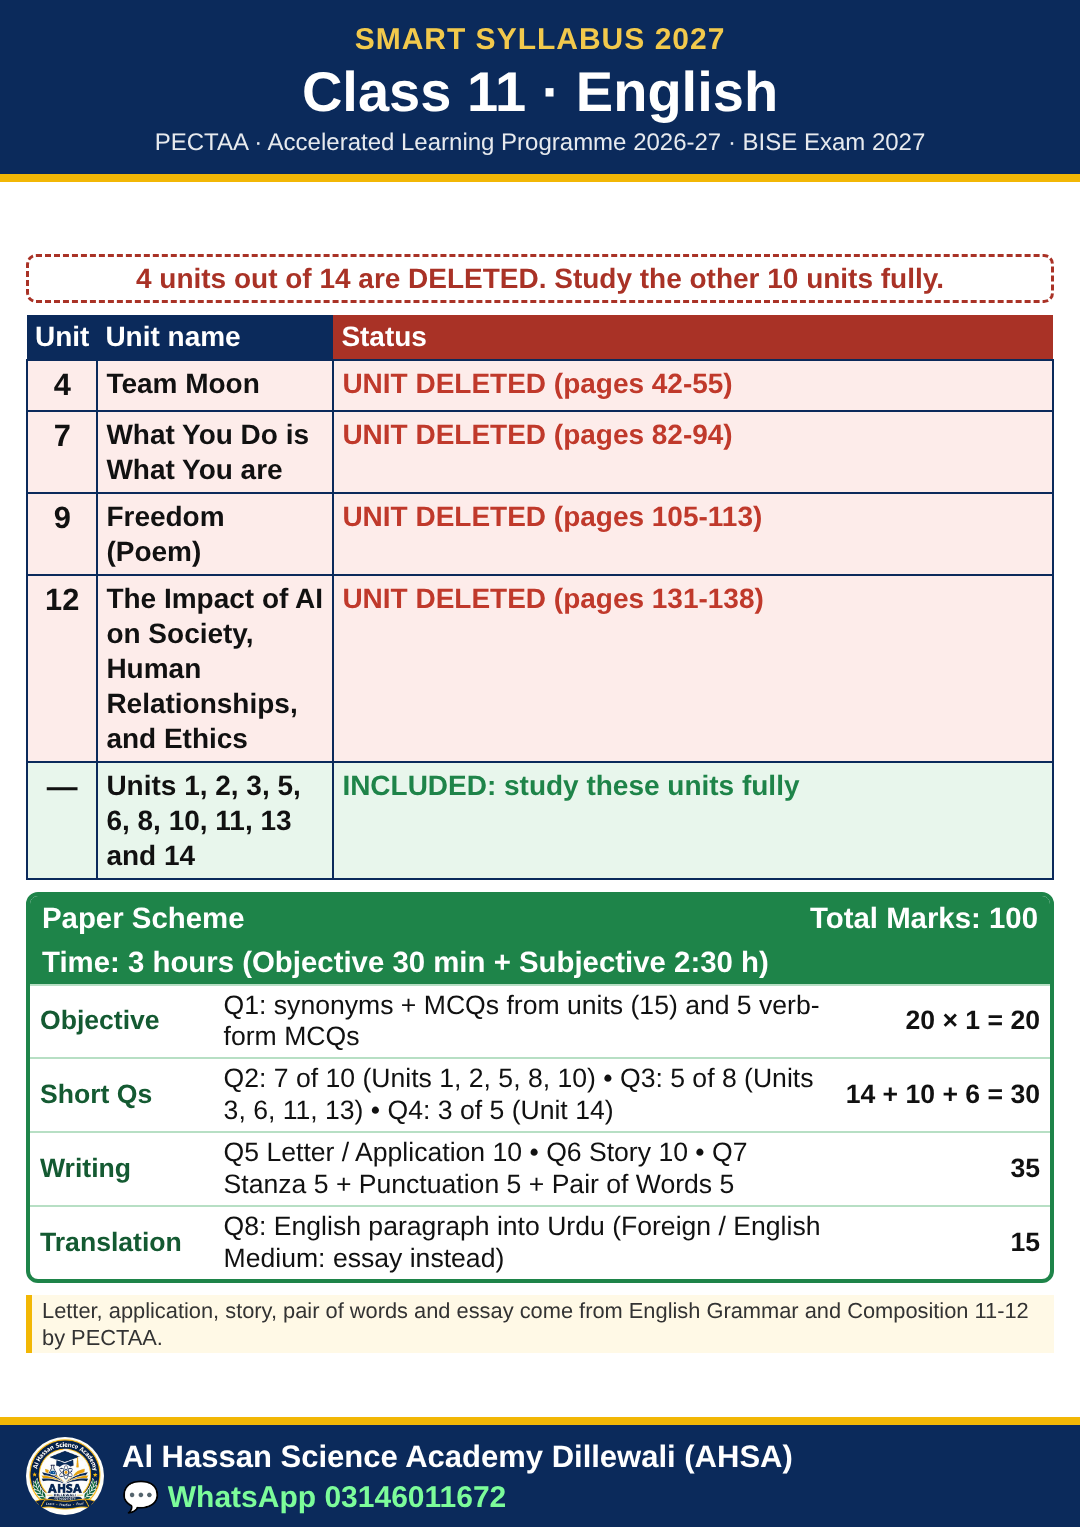 SMART SYLLABUS 2027
Class 11 · English
PECTAA · Accelerated Learning Programme 2026-27 · BISE Exam 2027
4 units out of 14 are DELETED. Study the other 10 units fully.
Unit Unit name Status
4 Team Moon UNIT DELETED (pages 42-55)
7 What You Do is UNIT DELETED (pages 82-94)
What You are
9 Freedom UNIT DELETED (pages 105-113)
(Poem)
12 The Impact of AI UNIT DELETED (pages 131-138)
on Society,
Human
Relationships,
and Ethics
— Units 1, 2, 3, 5, INCLUDED: study these units fully
6, 8, 10, 11, 13
and 14
Paper Scheme Total Marks: 100
Time: 3 hours (Objective 30 min + Subjective 2:30 h)
Objective Q1: synonyms + MCQs from units (15) and 5 verb- 20 × 1 = 20
form MCQs
Short Qs Q2: 7 of 10 (Units 1, 2, 5, 8, 10) • Q3: 5 of 8 (Units 14 + 10 + 6 = 30
3, 6, 11, 13) • Q4: 3 of 5 (Unit 14)
Writing Q5 Letter / Application 10 • Q6 Story 10 • Q7 35
Stanza 5 + Punctuation 5 + Pair of Words 5
Translation Q8: English paragraph into Urdu (Foreign / English 15
Medium: essay instead)
Letter, application, story, pair of words and essay come from English Grammar and Composition 11-12
by PECTAA.
Al Hassan Science Academy
AHSA
DILLEWALI
Al Hassan Science Academy Dillewali (AHSA)
WhatsApp 03146011672